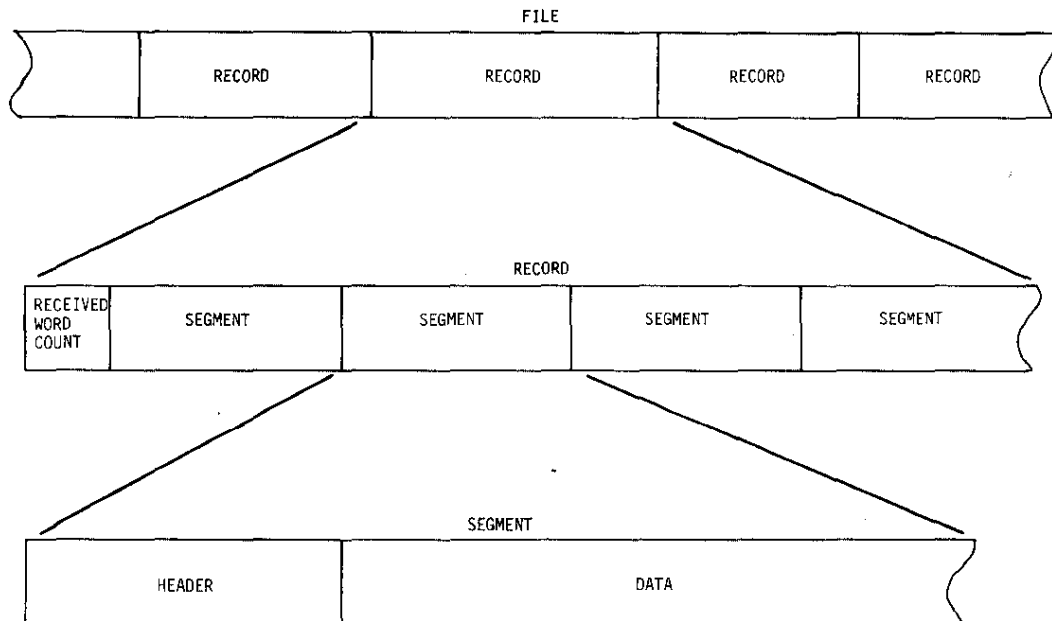 FILE
RECORD RECORD RECORD RECORD
RECORD
RECEIVED
WORD
COUNT
SEGMENT SEGMENT SEGMENT SEGMENT
SEGMENT
HEADER DATA